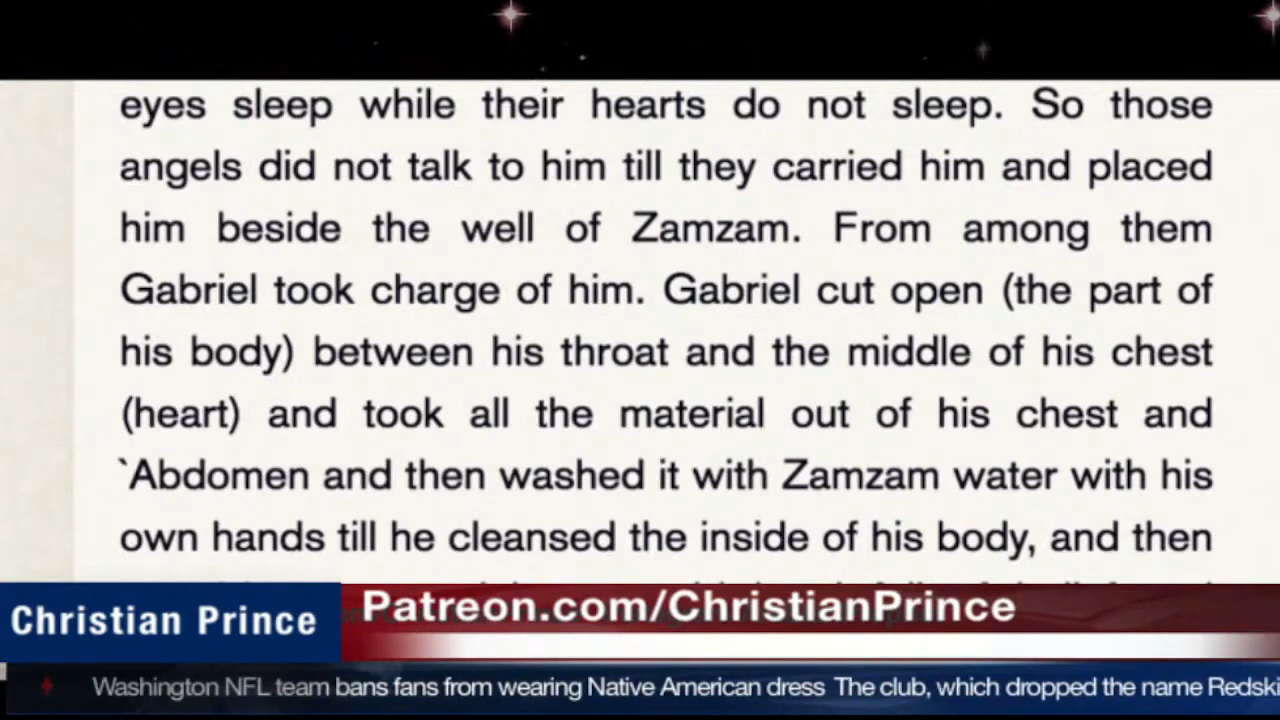 eyes sleep while their hearts do not sleep. So those
angels did not talk to him till they carried him and placed
him beside the well of Zamzam. From among them
Gabriel took charge of him. Gabriel cut open (the part of
his body) between his throat and the middle of his chest
(heart) and took all the material out of his chest and
`Abdomen and then washed it with Zamzam water with his
own hands till he cleansed the inside of his body, and then
Christian Prince
Patreon.com/ChristianPrince
Washington NFL team bans fans from wearing Native American dress The club, which dropped the name Redski